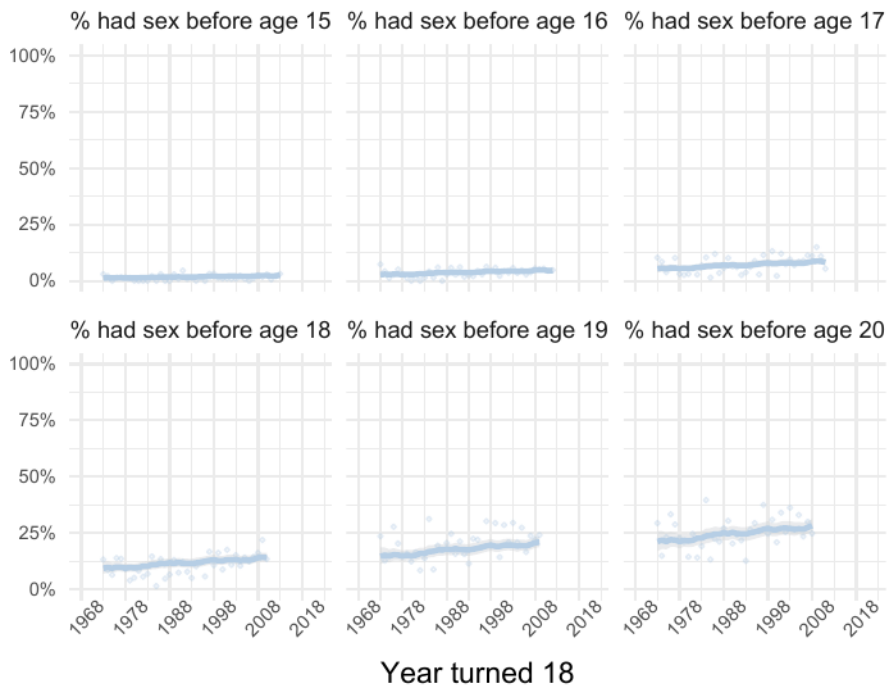 % had sex before age 15 % had sex before age 16 % had sex before age 17
100%
75%
50%
25%
0%
% had sex before age 18 % had sex before age 19 % had sex before age 20
100%
75%
50%
25%
0%
1968 1978 1988 1998 2008 2018 1968 1978 1988 1998 2008 2018 1968 1978 1988 1998 2008 2018
Year turned 18